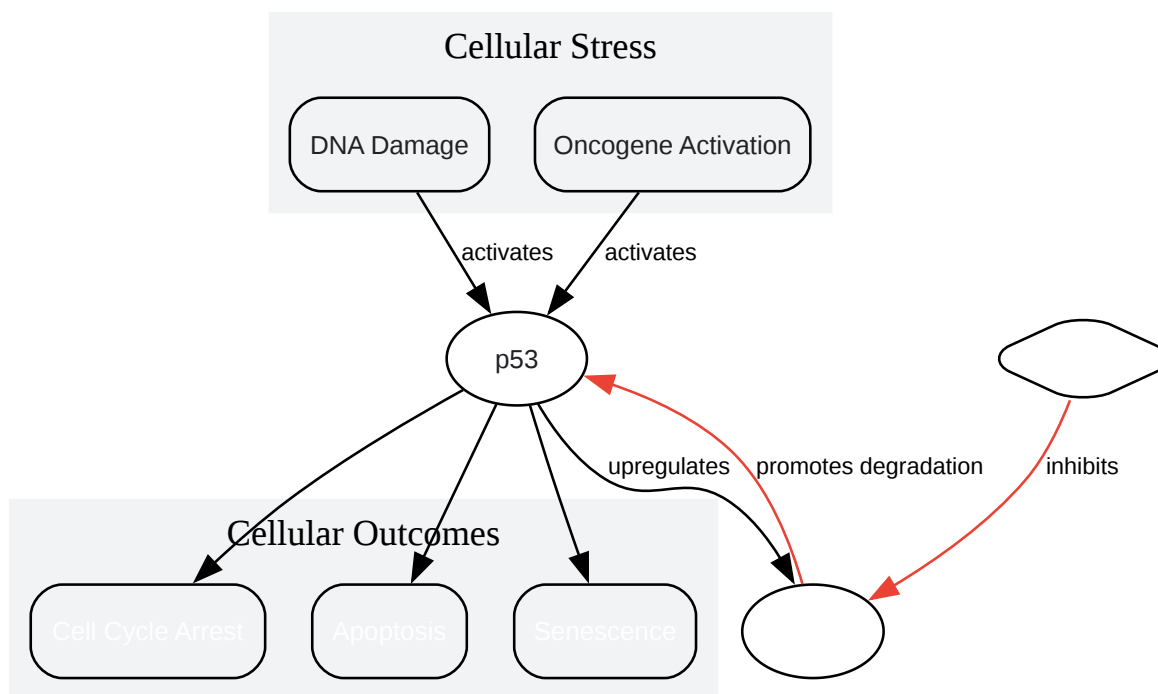 Cellular Stress
DNA Damage
Oncogene Activation
activates
activates
p53
upregulates
promotes degradation
inhibits
Cellular Outcomes
Cell Cycle Arrest
Apoptosis
Senescence